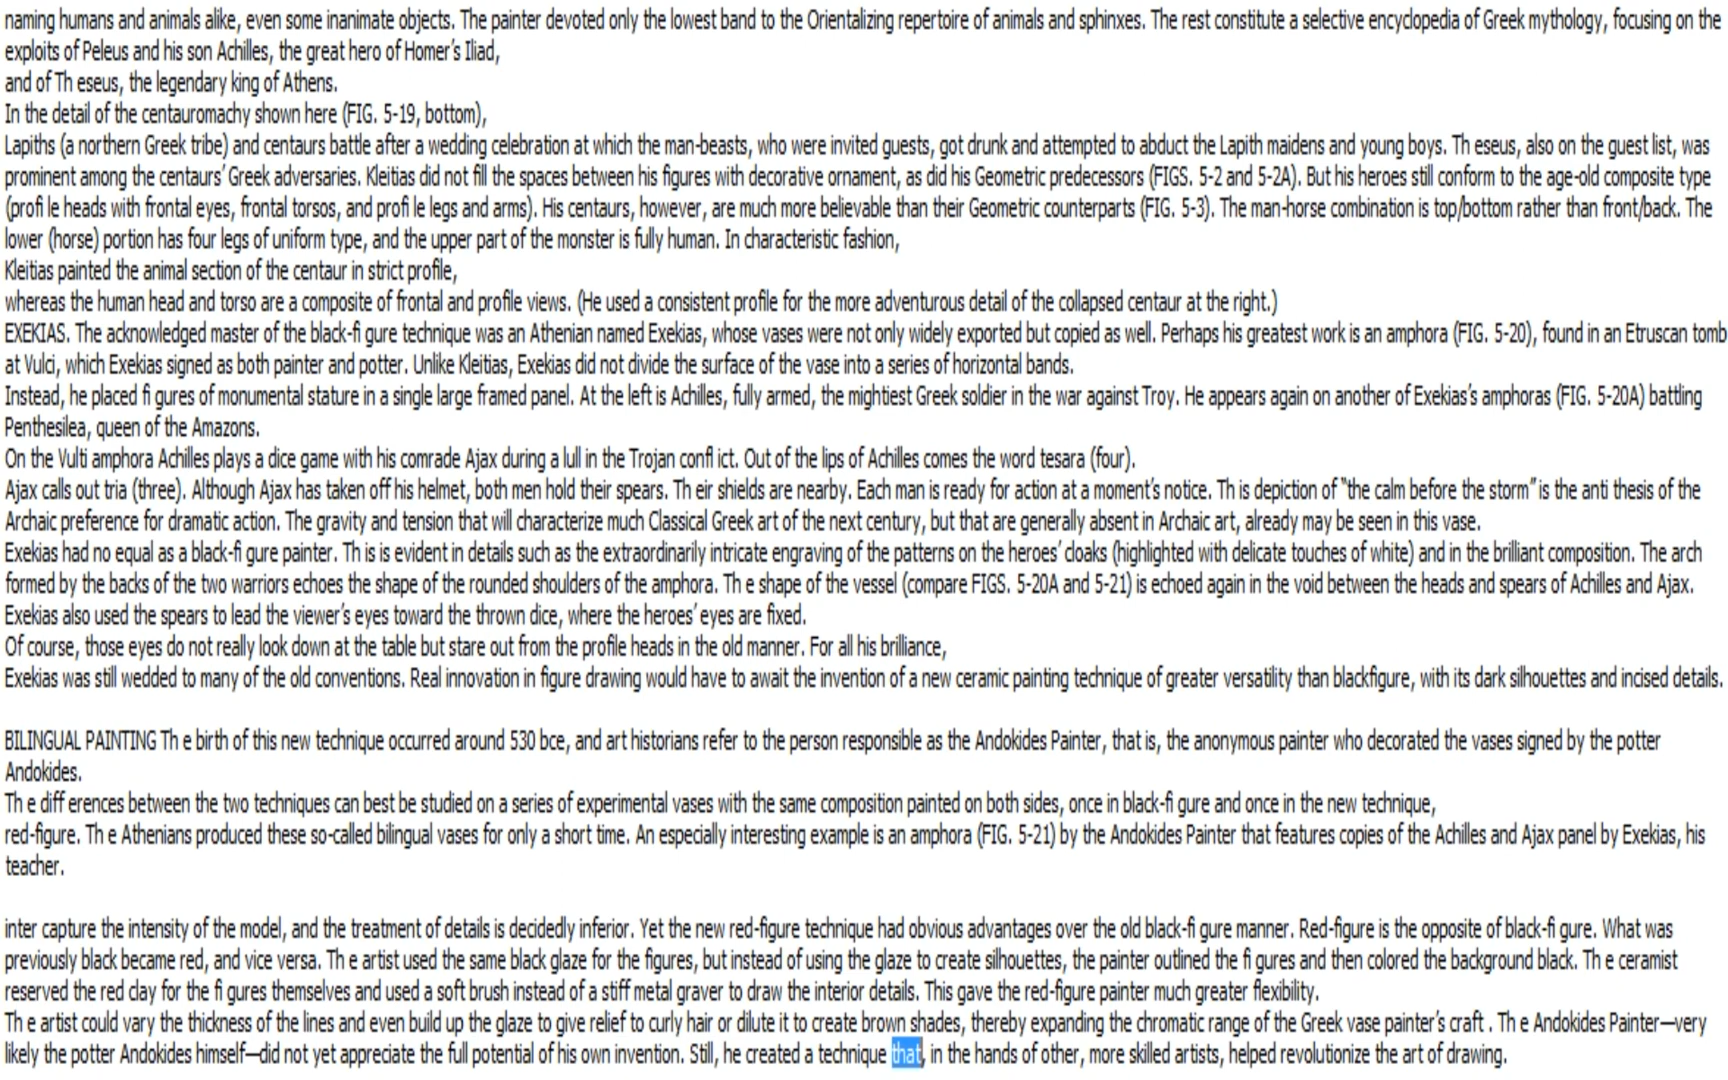 naming humans and animals alike, even some inanimate objects. The painter devoted only the lowest band to the Orientalizing repertoire of animals and sphinxes. The rest constitute a selective encyclopedia of Greek mythology, focusing on the
exploits of Peleus and his son Achilles, the great hero of Homer's Iliad,
and of Th eseus, the legendary king of Athens.
In the detail of the centauromachy shown here (FIG. 5-19, bottom),
Lapiths (a northern Greek tribe) and centaurs battle after a wedding celebration at which the man-beasts, who were invited guests, got drunk and attempted to abduct the Lapith maidens and young boys. Th eseus, also on the guest list, was
prominent among the centaurs' Greek adversaries. Kleitias did not fill the spaces between his figures with decorative ornament, as did his Geometric predecessors (FIGS. 5-2 and 5-2A). But his heroes still conform to the age-old composite type
(profi le heads with frontal eyes, frontal torsos, and profi le legs and arms). His centaurs, however, are much more believable than their Geometric counterparts (FIG. 5-3). The man-horse combination is top/bottom rather than front/back. The
lower (horse) portion has four legs of uniform type, and the upper part of the monster is fully human. In characteristic fashion,
Kleitias painted the animal section of the centaur in strict profile,
whereas the human head and torso are a composite of frontal and profile views. (He used a consistent profile for the more adventurous detail of the collapsed centaur at the right.)
EXEKIAS. The acknowledged master of the black-fi gure technique was an Athenian named Exekias, whose vases were not only widely exported but copied as well. Perhaps his greatest work is an amphora (FIG. 5-20), found in an Etruscan tomb
at Vulci, which Exekias signed as both painter and potter. Unlike Kleitias, Exekias did not divide the surface of the vase into a series of horizontal bands.
Instead, he placed fi gures of monumental stature in a single large framed panel. At the left is Achilles, fully armed, the mightiest Greek soldier in the war against Troy. He appears again on another of Exekias's amphoras (FIG. 5-20A) battling
Penthesilea, queen of the Amazons.
On the Vulti amphora Achilles plays a dice game with his comrade Ajax during a lull in the Trojan confl ict. Out of the lips of Achilles comes the word tesara (four).
Ajax calls out tria (three). Although Ajax has taken off his helmet, both men hold their spears. Th eir shields are nearby. Each man is ready for action at a moment's notice. Th is depiction of "the calm before the storm" is the anti thesis of the
Archaic preference for dramatic action. The gravity and tension that will characterize much Classical Greek art of the next century, but that are generally absent in Archaic art, already may be seen in this vase.
Exekias had no equal as a black-fi gure painter. Th is is evident in details such as the extraordinarily intricate engraving of the patterns on the heroes' cloaks (highlighted with delicate touches of white) and in the brilliant composition. The arch
formed by the backs of the two warriors echoes the shape of the rounded shoulders of the amphora. Th e shape of the vessel (compare FIGS. 5-20A and 5-21) is echoed again in the void between the heads and spears of Achilles and Ajax.
Exekias also used the spears to lead the viewer's eyes toward the thrown dice, where the heroes' eyes are fixed.
Of course, those eyes do not really look down at the table but stare out from the profile heads in the old manner. For all his brilliance,
Exekias was still wedded to many of the old conventions. Real innovation in figure drawing would have to await the invention of a new ceramic painting technique of greater versatility than blackfigure, with its dark silhouettes and incised details.
BILINGUAL PAINTING Th e birth of this new technique occurred around 530 bce, and art historians refer to the person responsible as the Andokides Painter, that is, the anonymous painter who decorated the vases signed by the potter
Andokides.
Th e diff erences between the two techniques can best be studied on a series of experimental vases with the same composition painted on both sides, once in black-fi gure and once in the new technique,
red-figure. Th e Athenians produced these so-called bilingual vases for only a short time. An especially interesting example is an amphora (FIG. 5-21) by the Andokides Painter that features copies of the Achilles and Ajax panel by Exekias, his
teacher.
inter capture the intensity of the model, and the treatment of details is decidedly inferior. Yet the new red-figure technique had obvious advantages over the old black-fi gure manner. Red-figure is the opposite of black-fi gure. What was
previously black became red, and vice versa. Th e artist used the same black glaze for the figures, but instead of using the glaze to create silhouettes, the painter outlined the fi gures and then colored the background black. Th e ceramist
reserved the red clay for the fi gures themselves and used a soft brush instead of a stiff metal graver to draw the interior details. This gave the red-figure painter much greater flexibility.
Th e artist could vary the thickness of the lines and even build up the glaze to give relief to curly hair or dilute it to create brown shades, thereby expanding the chromatic range of the Greek vase painter's craft . Th e Andokides Painter—very
likely the potter Andokides himself—did not yet appreciate the full potential of his own invention. Still, he created a technique that, in the hands of other, more skilled artists, helped revolutionize the art of drawing.